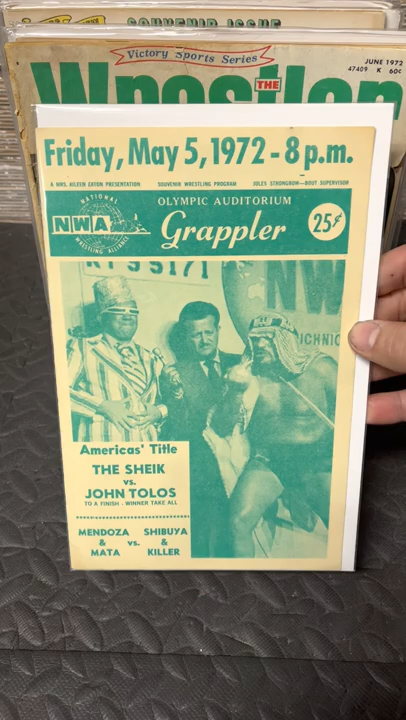 SOUVENIR ISSUE
Victory Sports Series
JUNE 1972
47409 K 60¢
THE
Wrestler
Friday, May 5, 1972 - 8 p.m.
A MRS. AILEEN EATON PRESENTATION SOUVENIR WRESTLING PROGRAM JULES STRONGBOW—BOUT SUPERVISOR
NATIONAL
NWA
WRESTLING ALLIANCE
OLYMPIC AUDITORIUM
Grappler
25¢
NW
Americas' Title
THE SHEIK
vs.
JOHN TOLOS
TO A FINISH - WINNER TAKE ALL
MENDOZA SHIBUYA
& vs. &
MATA KILLER